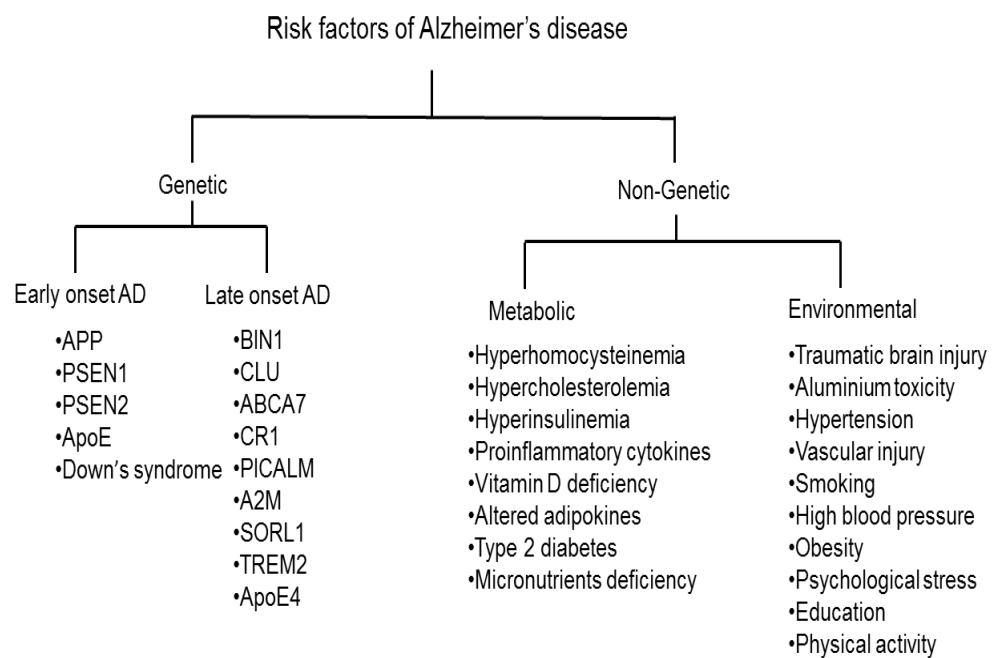 Risk factors of Alzheimer's disease
Genetic
Non-Genetic
Early onset AD
•APP
•PSEN1
•PSEN2
•ApoE
•Down's syndrome
Late onset AD
•BIN1
•CLU
•ABCA7
•CR1
•PICALM
•A2M
•SORL1
•TREM2
•ApoE4
Metabolic
•Hyperhomocysteinemia
•Hypercholesterolemia
•Hyperinsulinemia
•Proinflammatory cytokines
•Vitamin D deficiency
•Altered adipokines
•Type 2 diabetes
•Micronutrients deficiency
Environmental
•Traumatic brain injury
•Aluminium toxicity
•Hypertension
•Vascular injury
•Smoking
•High blood pressure
•Obesity
•Psychological stress
•Education
•Physical activity